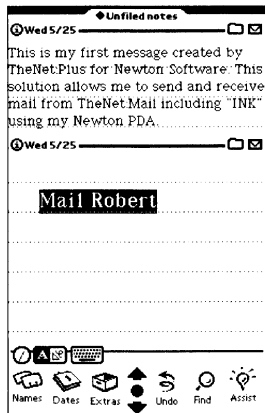 ◆Unfiled notes
Wed 5/25
This is my first message created by
TheNet:Plus for Newton Software. This
solution allows me to send and receive
mail from TheNet:Mail including "INK"
using my Newton PDA.
Wed 5/25
Mail Robert
A
Names Dates Extras Undo Find Assist